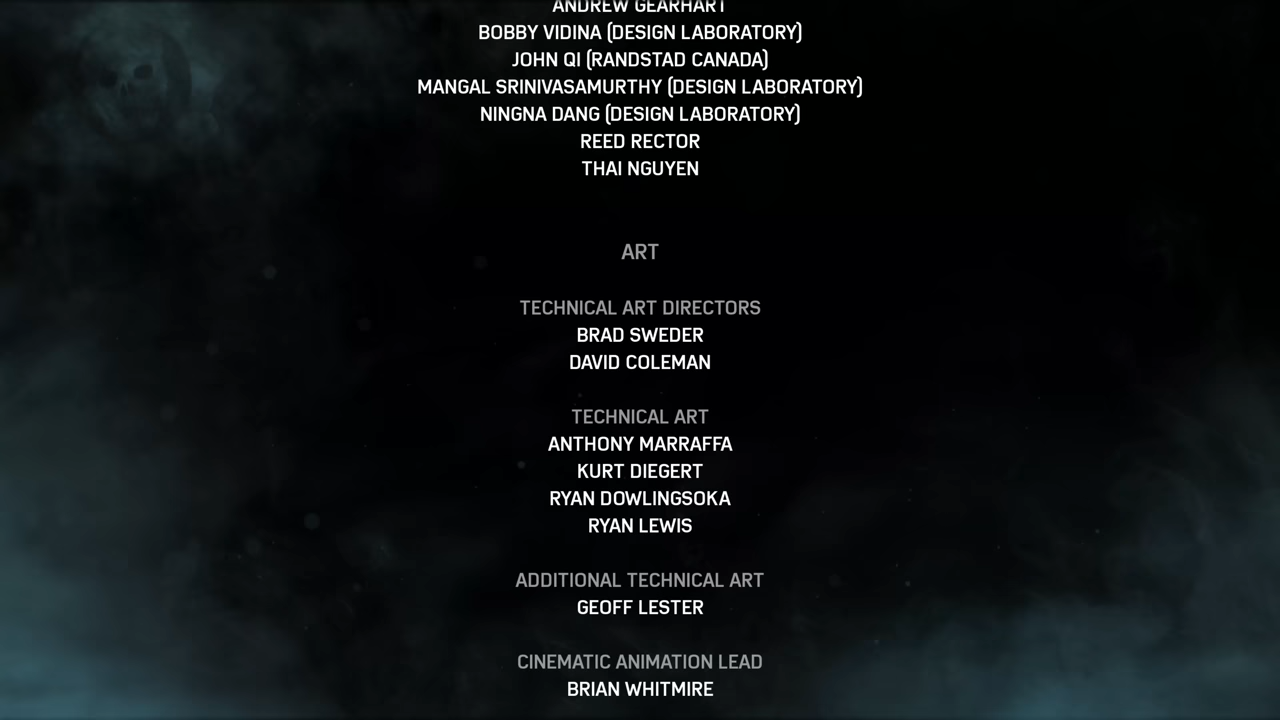 ANDREW GEARHART
BOBBY VIDINA (DESIGN LABORATORY)
JOHN QI (RANDSTAD CANADA)
MANGAL SRINIVASAMURTHY (DESIGN LABORATORY)
NINGNA DANG (DESIGN LABORATORY)
REED RECTOR
THAI NGUYEN
ART
TECHNICAL ART DIRECTORS
BRAD SWEDER
DAVID COLEMAN
TECHNICAL ART
ANTHONY MARRAFFA
KURT DIEGERT
RYAN DOWLINGSOKA
RYAN LEWIS
ADDITIONAL TECHNICAL ART
GEOFF LESTER
CINEMATIC ANIMATION LEAD
BRIAN WHITMIRE